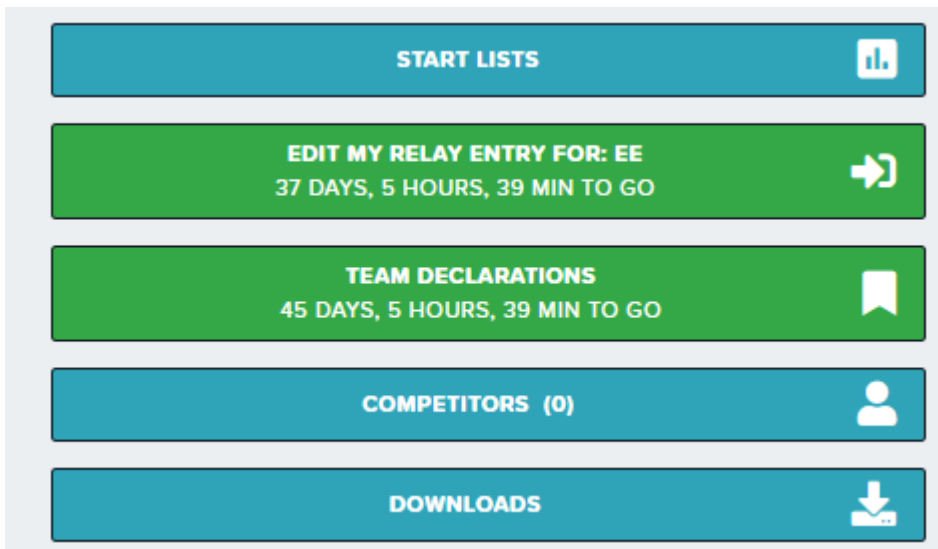 START LISTS
EDIT MY RELAY ENTRY FOR: EE
37 DAYS, 5 HOURS, 39 MIN TO GO
TEAM DECLARATIONS
45 DAYS, 5 HOURS, 39 MIN TO GO
COMPETITORS (0)
DOWNLOADS